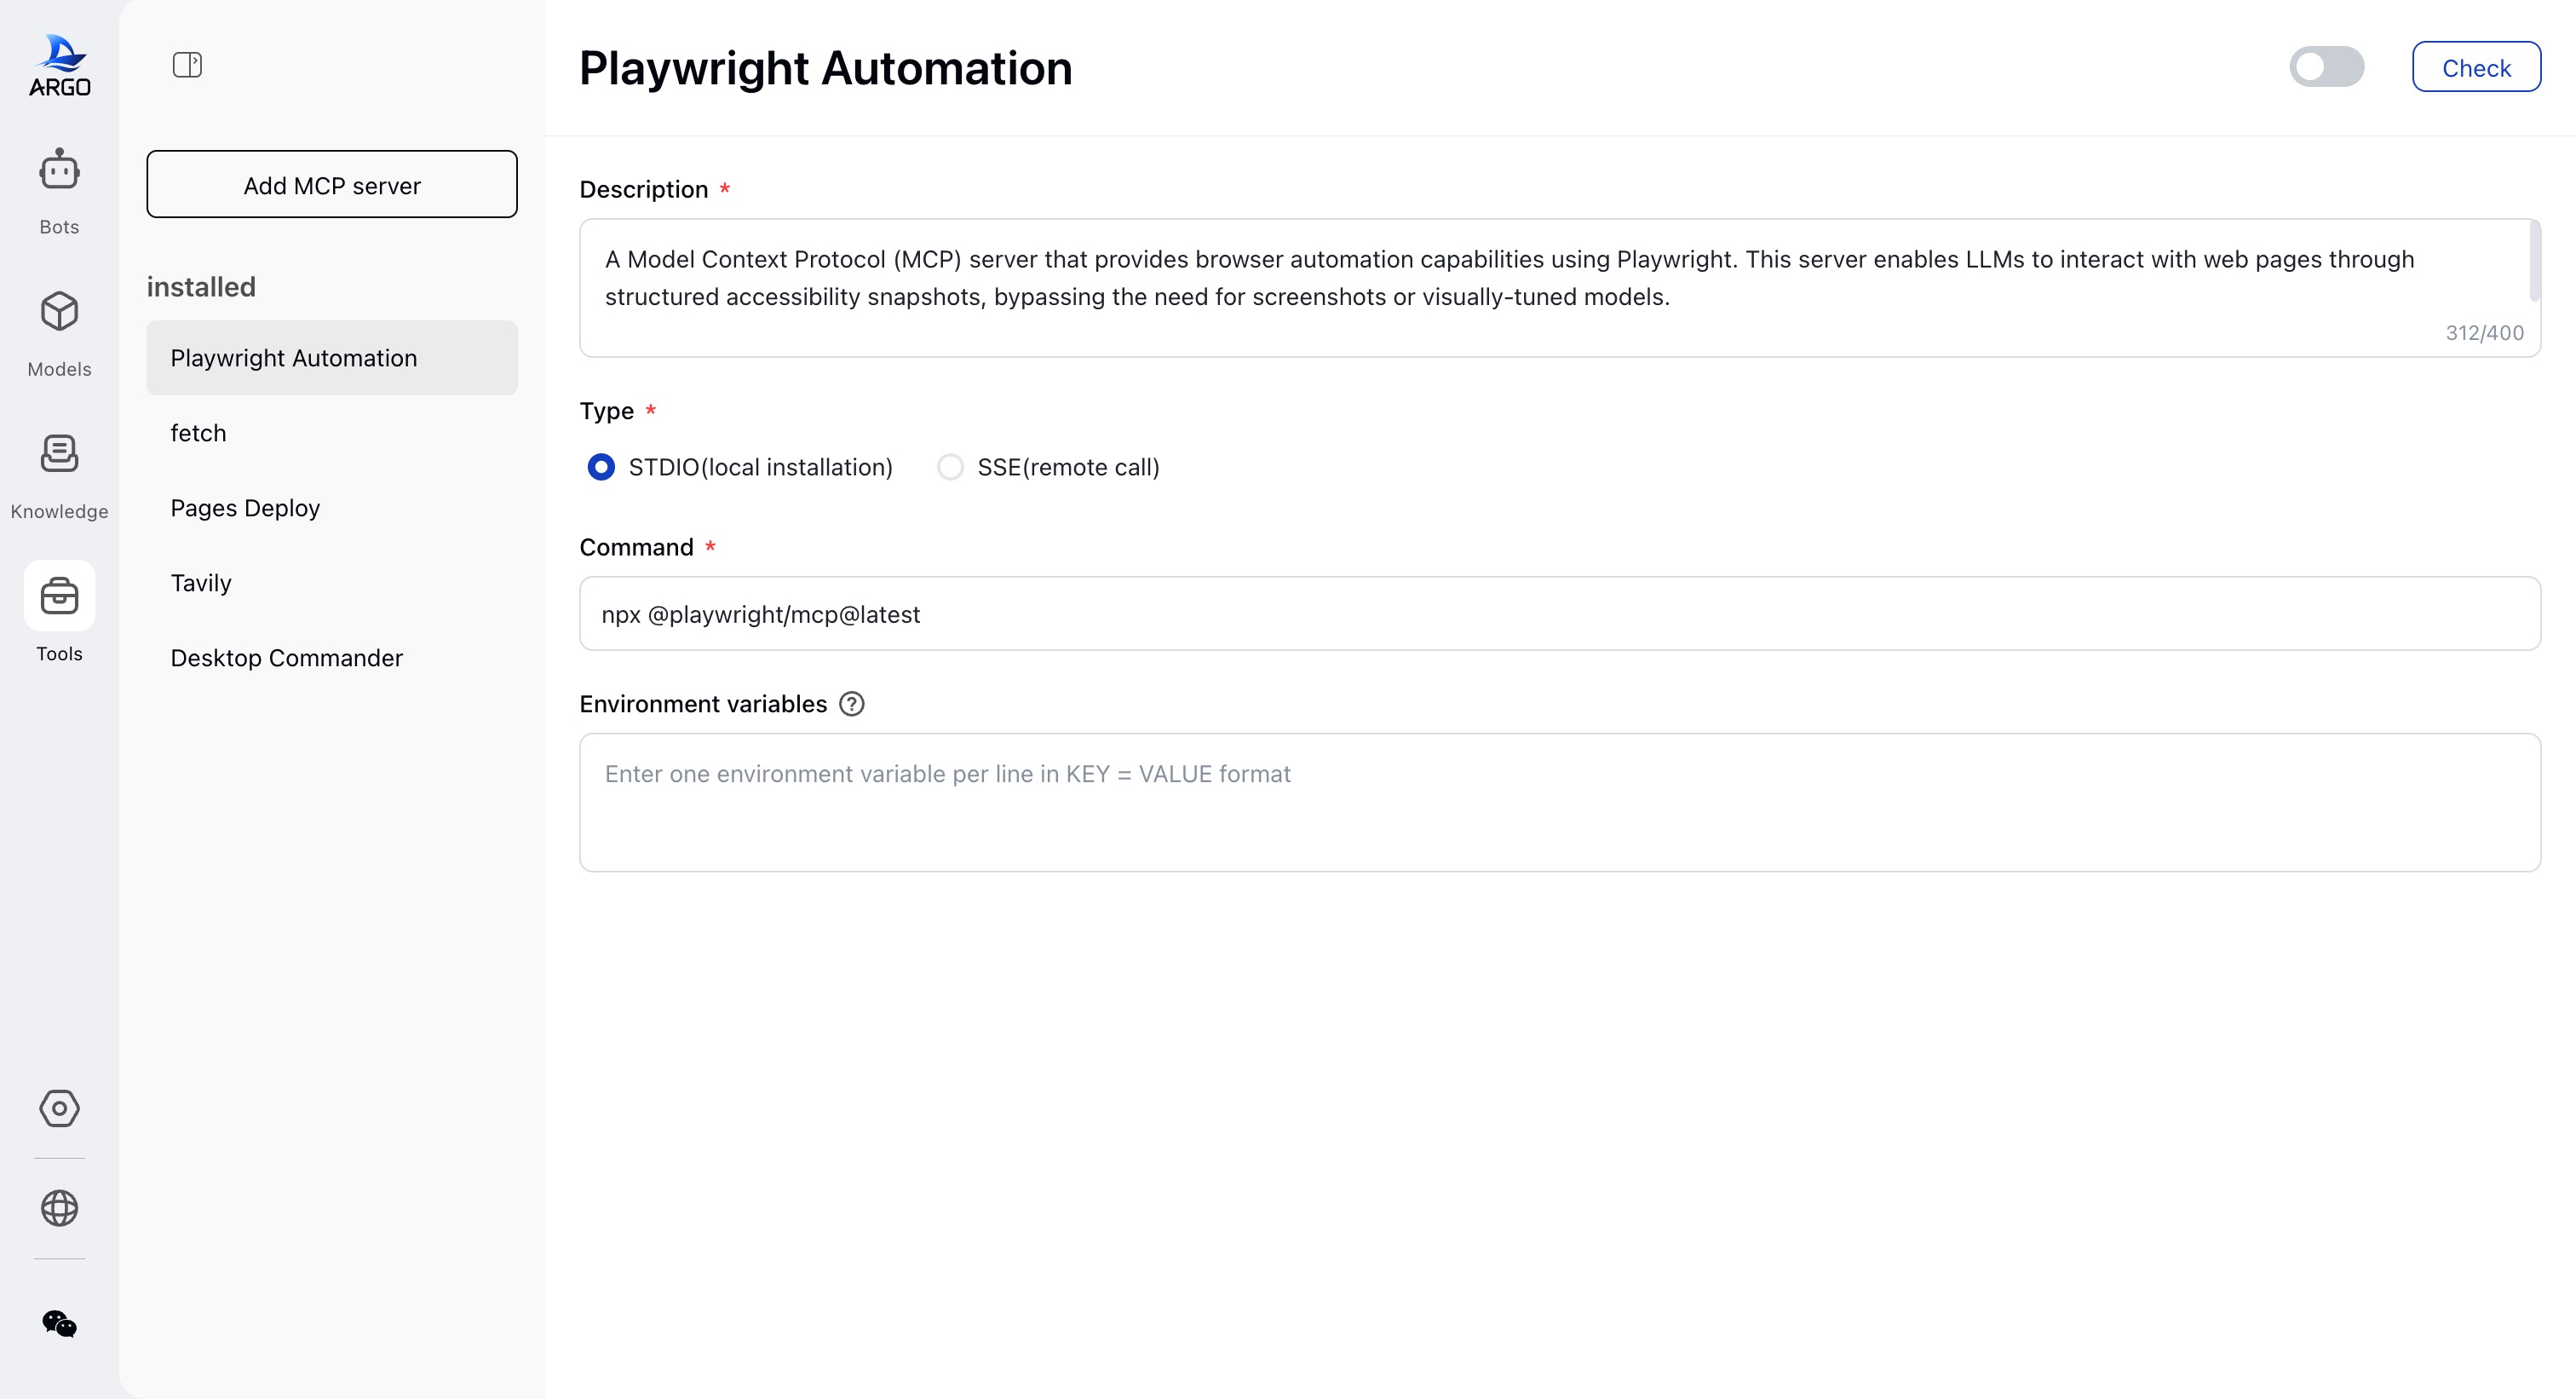 ARGO
Bots
Models
Knowledge
Tools
Add MCP server
installed
Playwright Automation
fetch
Pages Deploy
Tavily
Desktop Commander
Playwright Automation
Check
Description *
A Model Context Protocol (MCP) server that provides browser automation capabilities using Playwright. This server enables LLMs to interact with web pages through
structured accessibility snapshots, bypassing the need for screenshots or visually-tuned models.
312/400
Type *
STDIO(local installation)
SSE(remote call)
Command *
npx @playwright/mcp@latest
Environment variables ?
Enter one environment variable per line in KEY = VALUE format